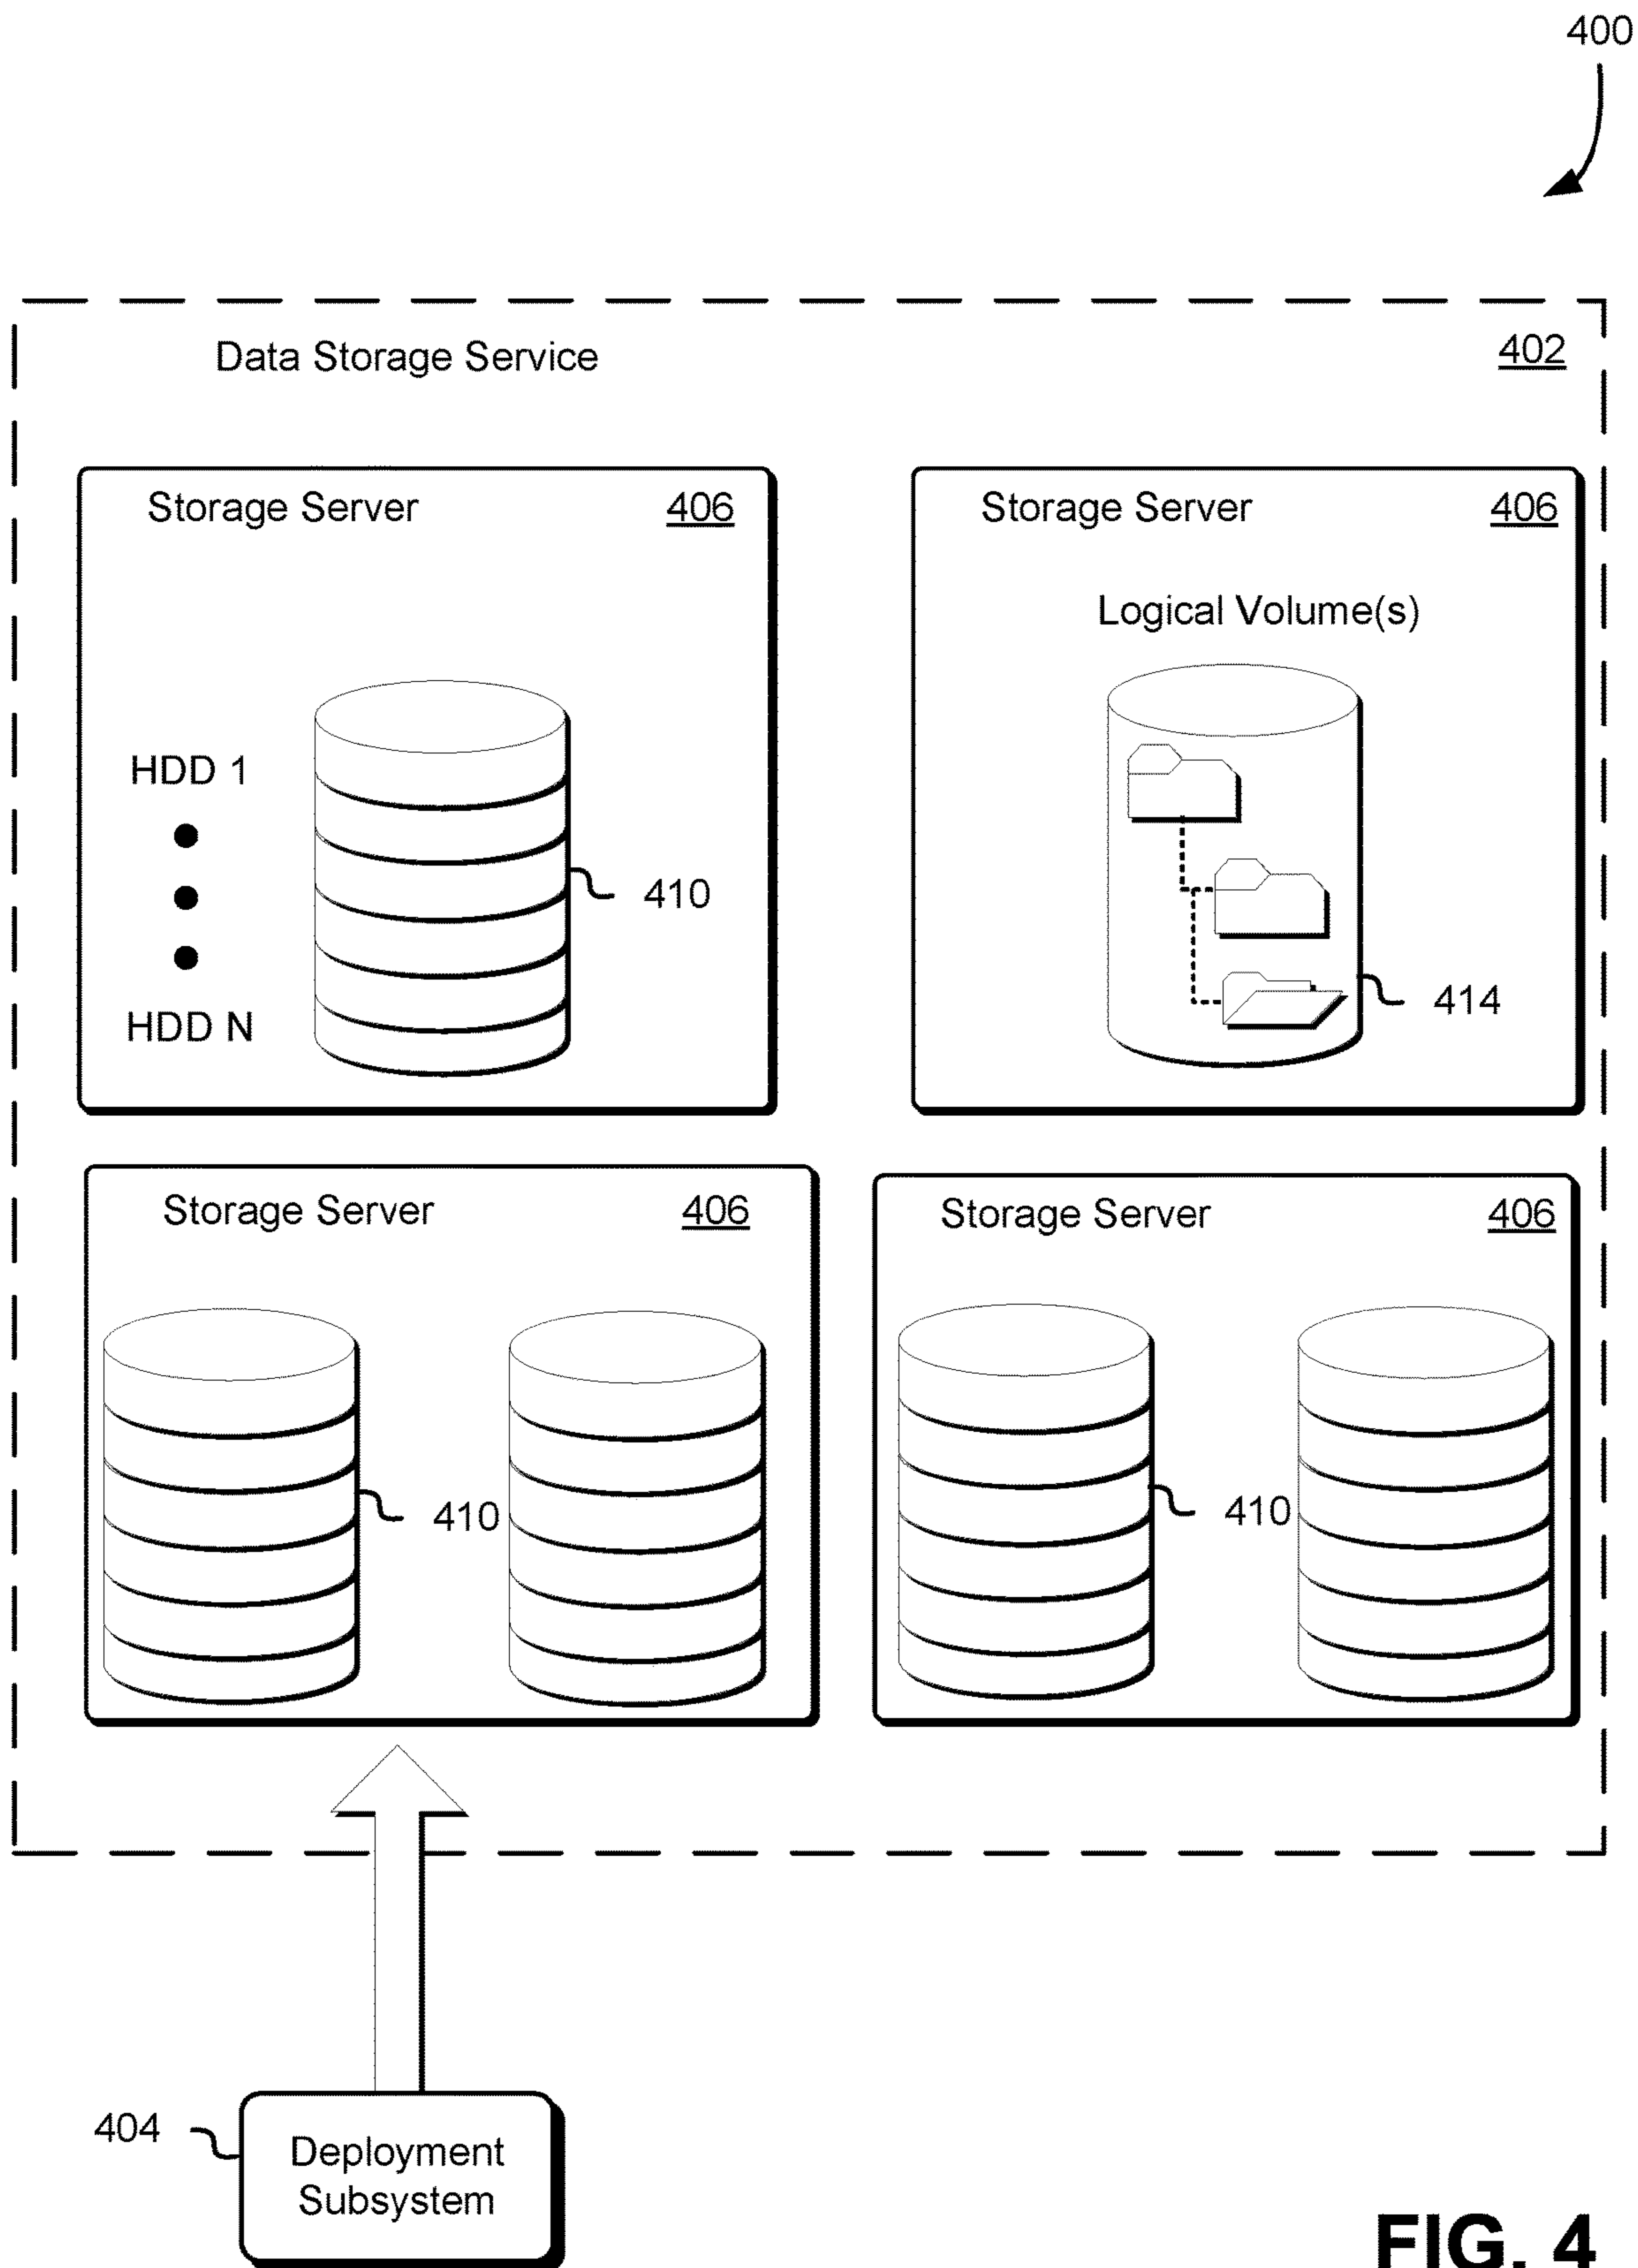 400
Data Storage Service 402
Storage Server 406
Storage Server 406
Logical Volume(s)
HDD 1
410
HDD N
414
Storage Server 406
Storage Server 406
410
410
404
Deployment
Subsystem
FIG. 4